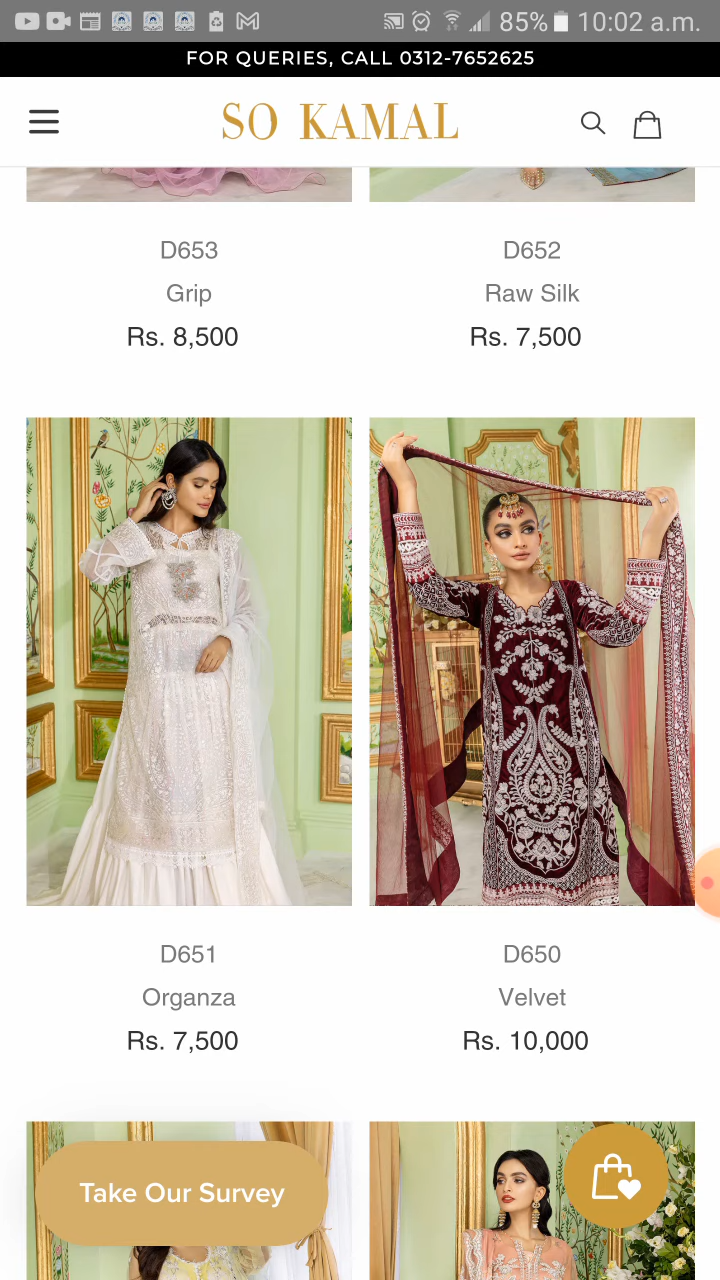 85% 10:02 a.m.
FOR QUERIES, CALL 0312-7652625
SO KAMAL
D653
Grip
Rs. 8,500
D652
Raw Silk
Rs. 7,500
D651
Organza
Rs. 7,500
D650
Velvet
Rs. 10,000
Take Our Survey